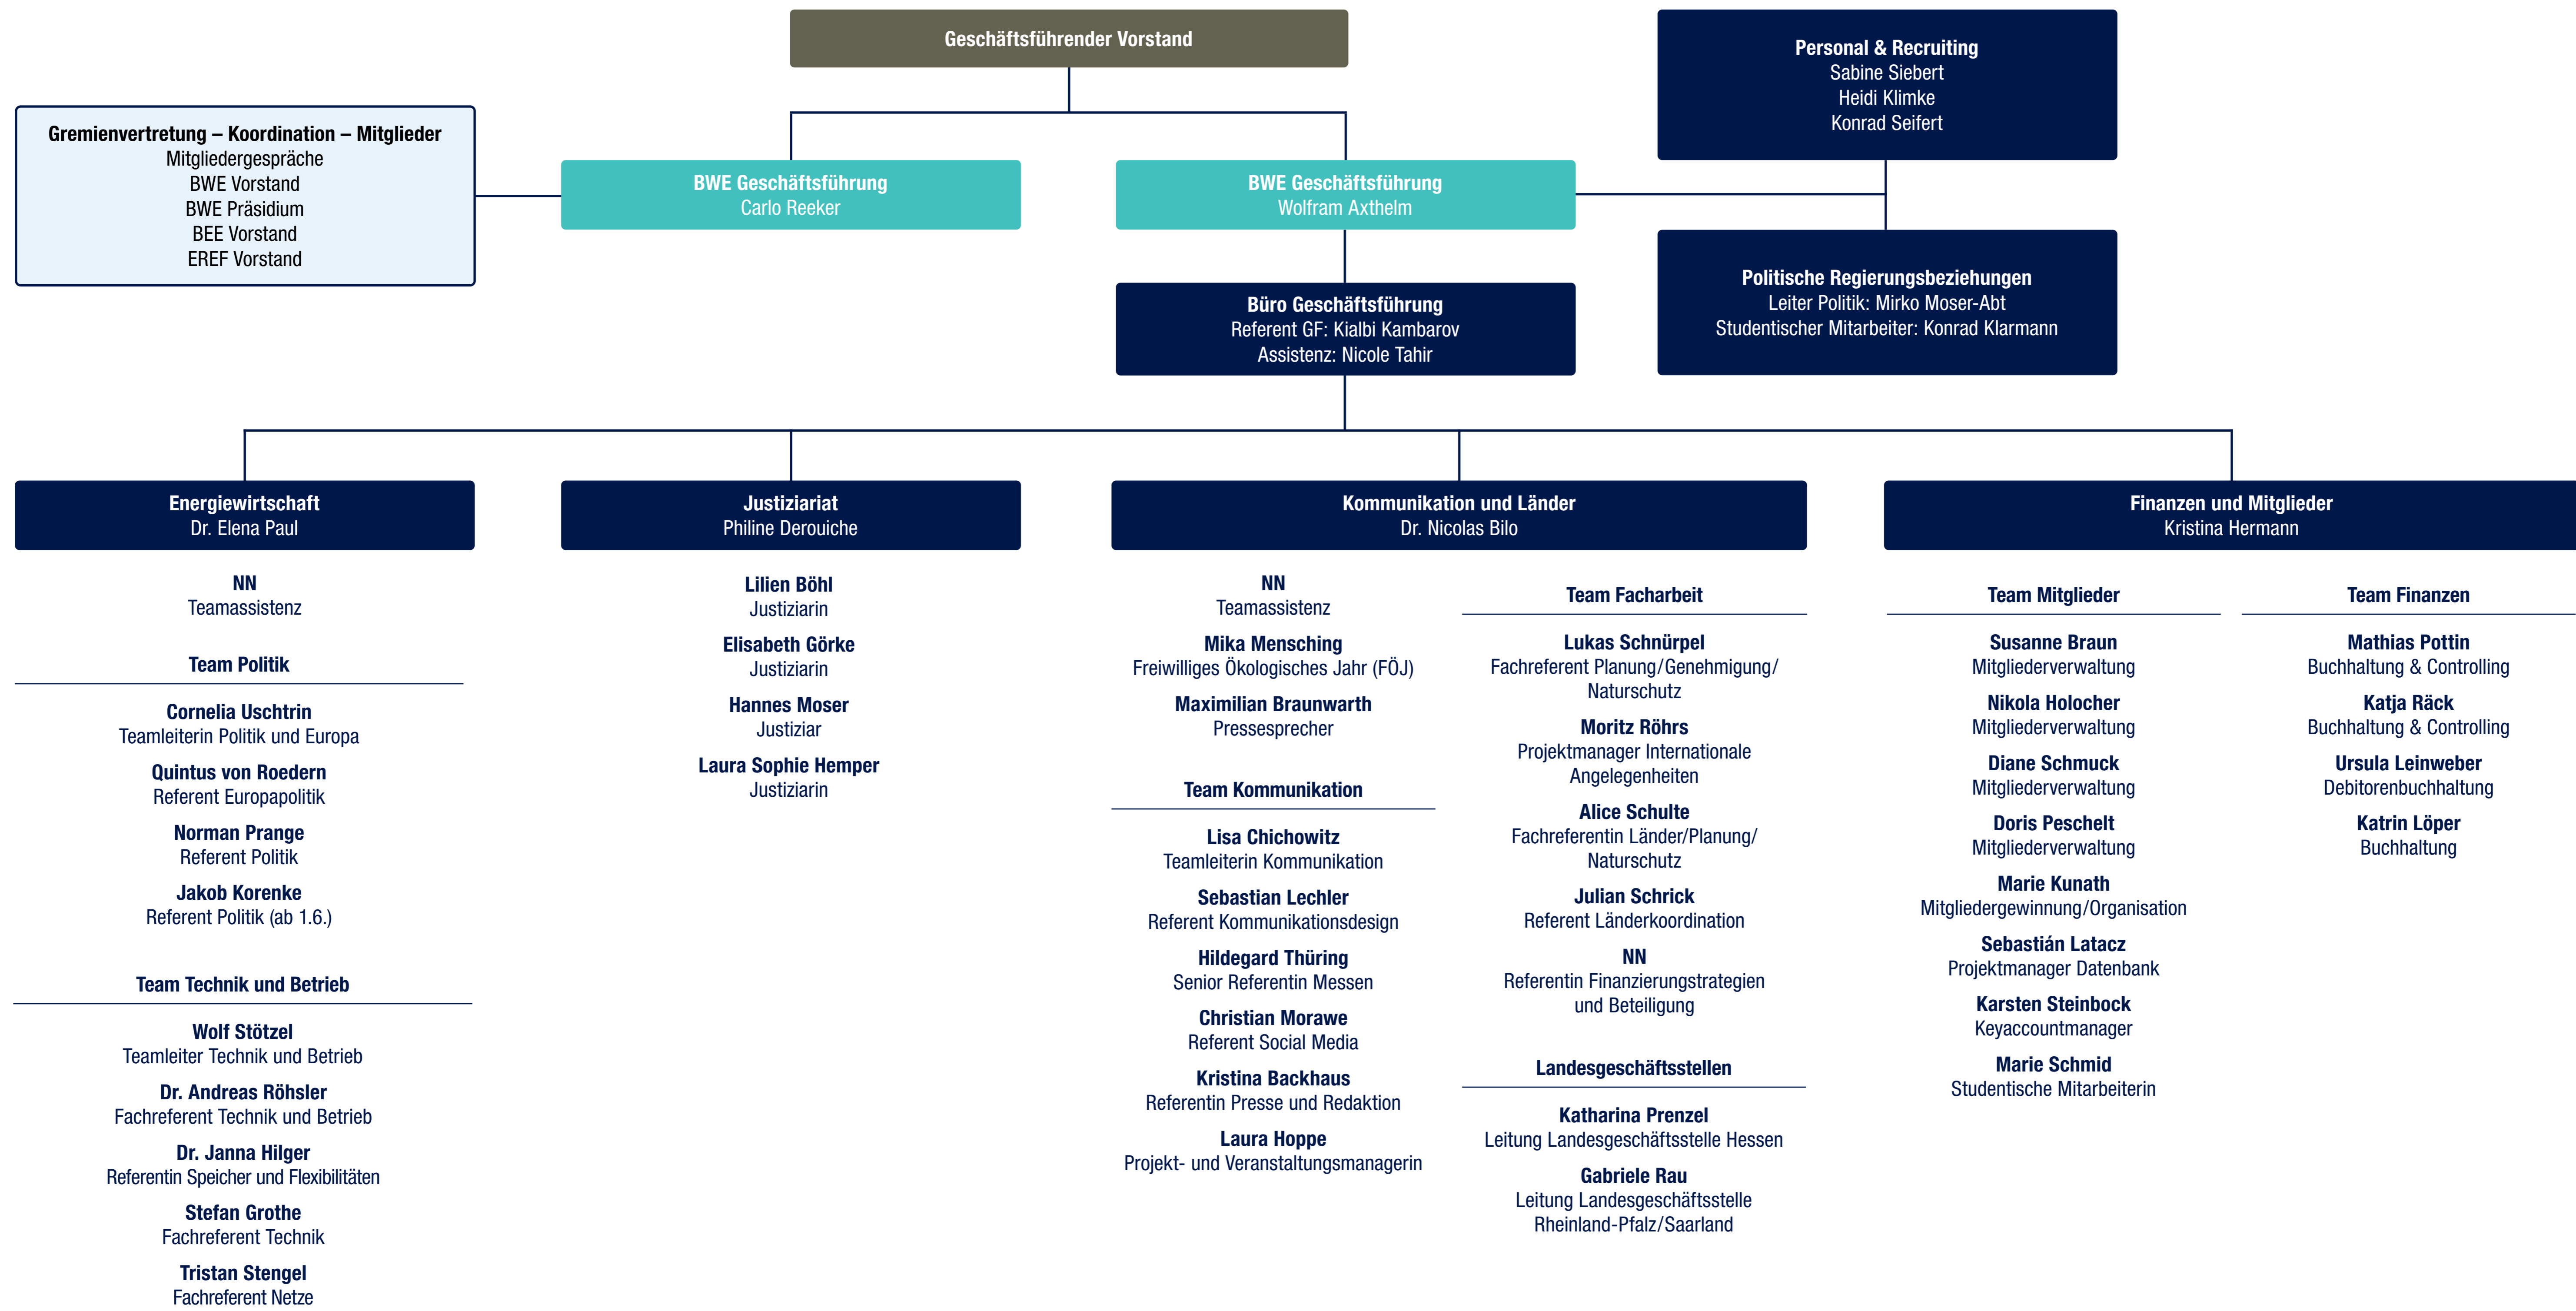 Geschäftsführender Vorstand
Personal & Recruiting
Sabine Siebert
Heidi Klimke
Konrad Seifert
Gremienvertretung – Koordination – Mitglieder
Mitgliedergespräche
BWE Vorstand
BWE Präsidium
BEE Vorstand
EREF Vorstand
BWE Geschäftsführung
Carlo Reeker
BWE Geschäftsführung
Wolfram Axthelm
Politische Regierungsbeziehungen
Leiter Politik: Mirko Moser-Abt
Studentischer Mitarbeiter: Konrad Klarmann
Büro Geschäftsführung
Referent GF: Kialbi Kambarov
Assistenz: Nicole Tahir
Energiewirtschaft
Dr. Elena Paul
NN
Teamassistenz
Team Politik
Cornelia Uschtrin
Teamleiterin Politik und Europa
Quintus von Roedern
Referent Europapolitik
Norman Prange
Referent Politik
Jakob Korenke
Referent Politik (ab 1.6.)
Team Technik und Betrieb
Wolf Stötzel
Teamleiter Technik und Betrieb
Dr. Andreas Röhsler
Fachreferent Technik und Betrieb
Dr. Janna Hilger
Referentin Speicher und Flexibilitäten
Stefan Grothe
Fachreferent Technik
Tristan Stengel
Fachreferent Netze
Justiziariat
Philine Derouiche
Lilien Böhl
Justiziarin
Elisabeth Görke
Justiziarin
Hannes Moser
Justiziar
Laura Sophie Hemper
Justiziarin
Kommunikation und Länder
Dr. Nicolas Bilo
NN
Teamassistenz
Mika Mensching
Freiwilliges Ökologisches Jahr (FÖJ)
Maximilian Braunwarth
Pressesprecher
Team Kommunikation
Lisa Chichowitz
Teamleiterin Kommunikation
Sebastian Lechler
Referent Kommunikationsdesign
Hildegard Thüring
Senior Referentin Messen
Christian Morawe
Referent Social Media
Kristina Backhaus
Referentin Presse und Redaktion
Laura Hoppe
Projekt- und Veranstaltungsmanagerin
Team Facharbeit
Lukas Schnürpel
Fachreferent Planung/Genehmigung/
Naturschutz
Moritz Röhrs
Projektmanager Internationale
Angelegenheiten
Alice Schulte
Fachreferentin Länder/Planung/
Naturschutz
Julian Schrick
Referent Länderkoordination
NN
Referentin Finanzierungstrategien
und Beteiligung
Landesgeschäftsstellen
Katharina Prenzel
Leitung Landesgeschäftsstelle Hessen
Gabriele Rau
Leitung Landesgeschäftsstelle
Rheinland-Pfalz/Saarland
Finanzen und Mitglieder
Kristina Hermann
Team Mitglieder
Susanne Braun
Mitgliederverwaltung
Nikola Holocher
Mitgliederverwaltung
Diane Schmuck
Mitgliederverwaltung
Doris Peschelt
Mitgliederverwaltung
Marie Kunath
Mitgliedergewinnung/Organisation
Sebastián Latacz
Projektmanager Datenbank
Karsten Steinbock
Keyaccountmanager
Marie Schmid
Studentische Mitarbeiterin
Team Finanzen
Mathias Pottin
Buchhaltung & Controlling
Katja Räck
Buchhaltung & Controlling
Ursula Leinweber
Debitorenbuchhaltung
Katrin Löper
Buchhaltung